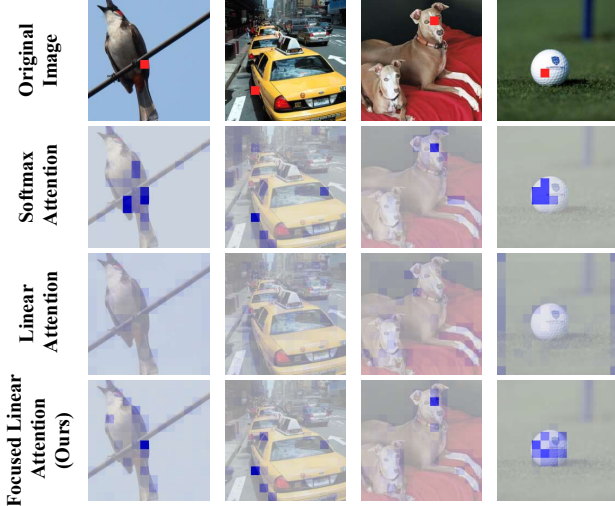 Original
Image
Softmax
Attention
Linear
Attention
Focused Linear
Attention
(Ours)